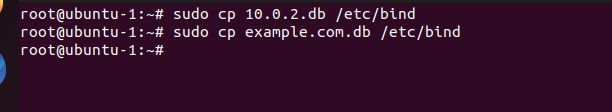 root@ubuntu-1:~# sudo cp 10.0.2.db /etc/bind
root@ubuntu-1:~# sudo cp example.com.db /etc/bind
root@ubuntu-1:~#